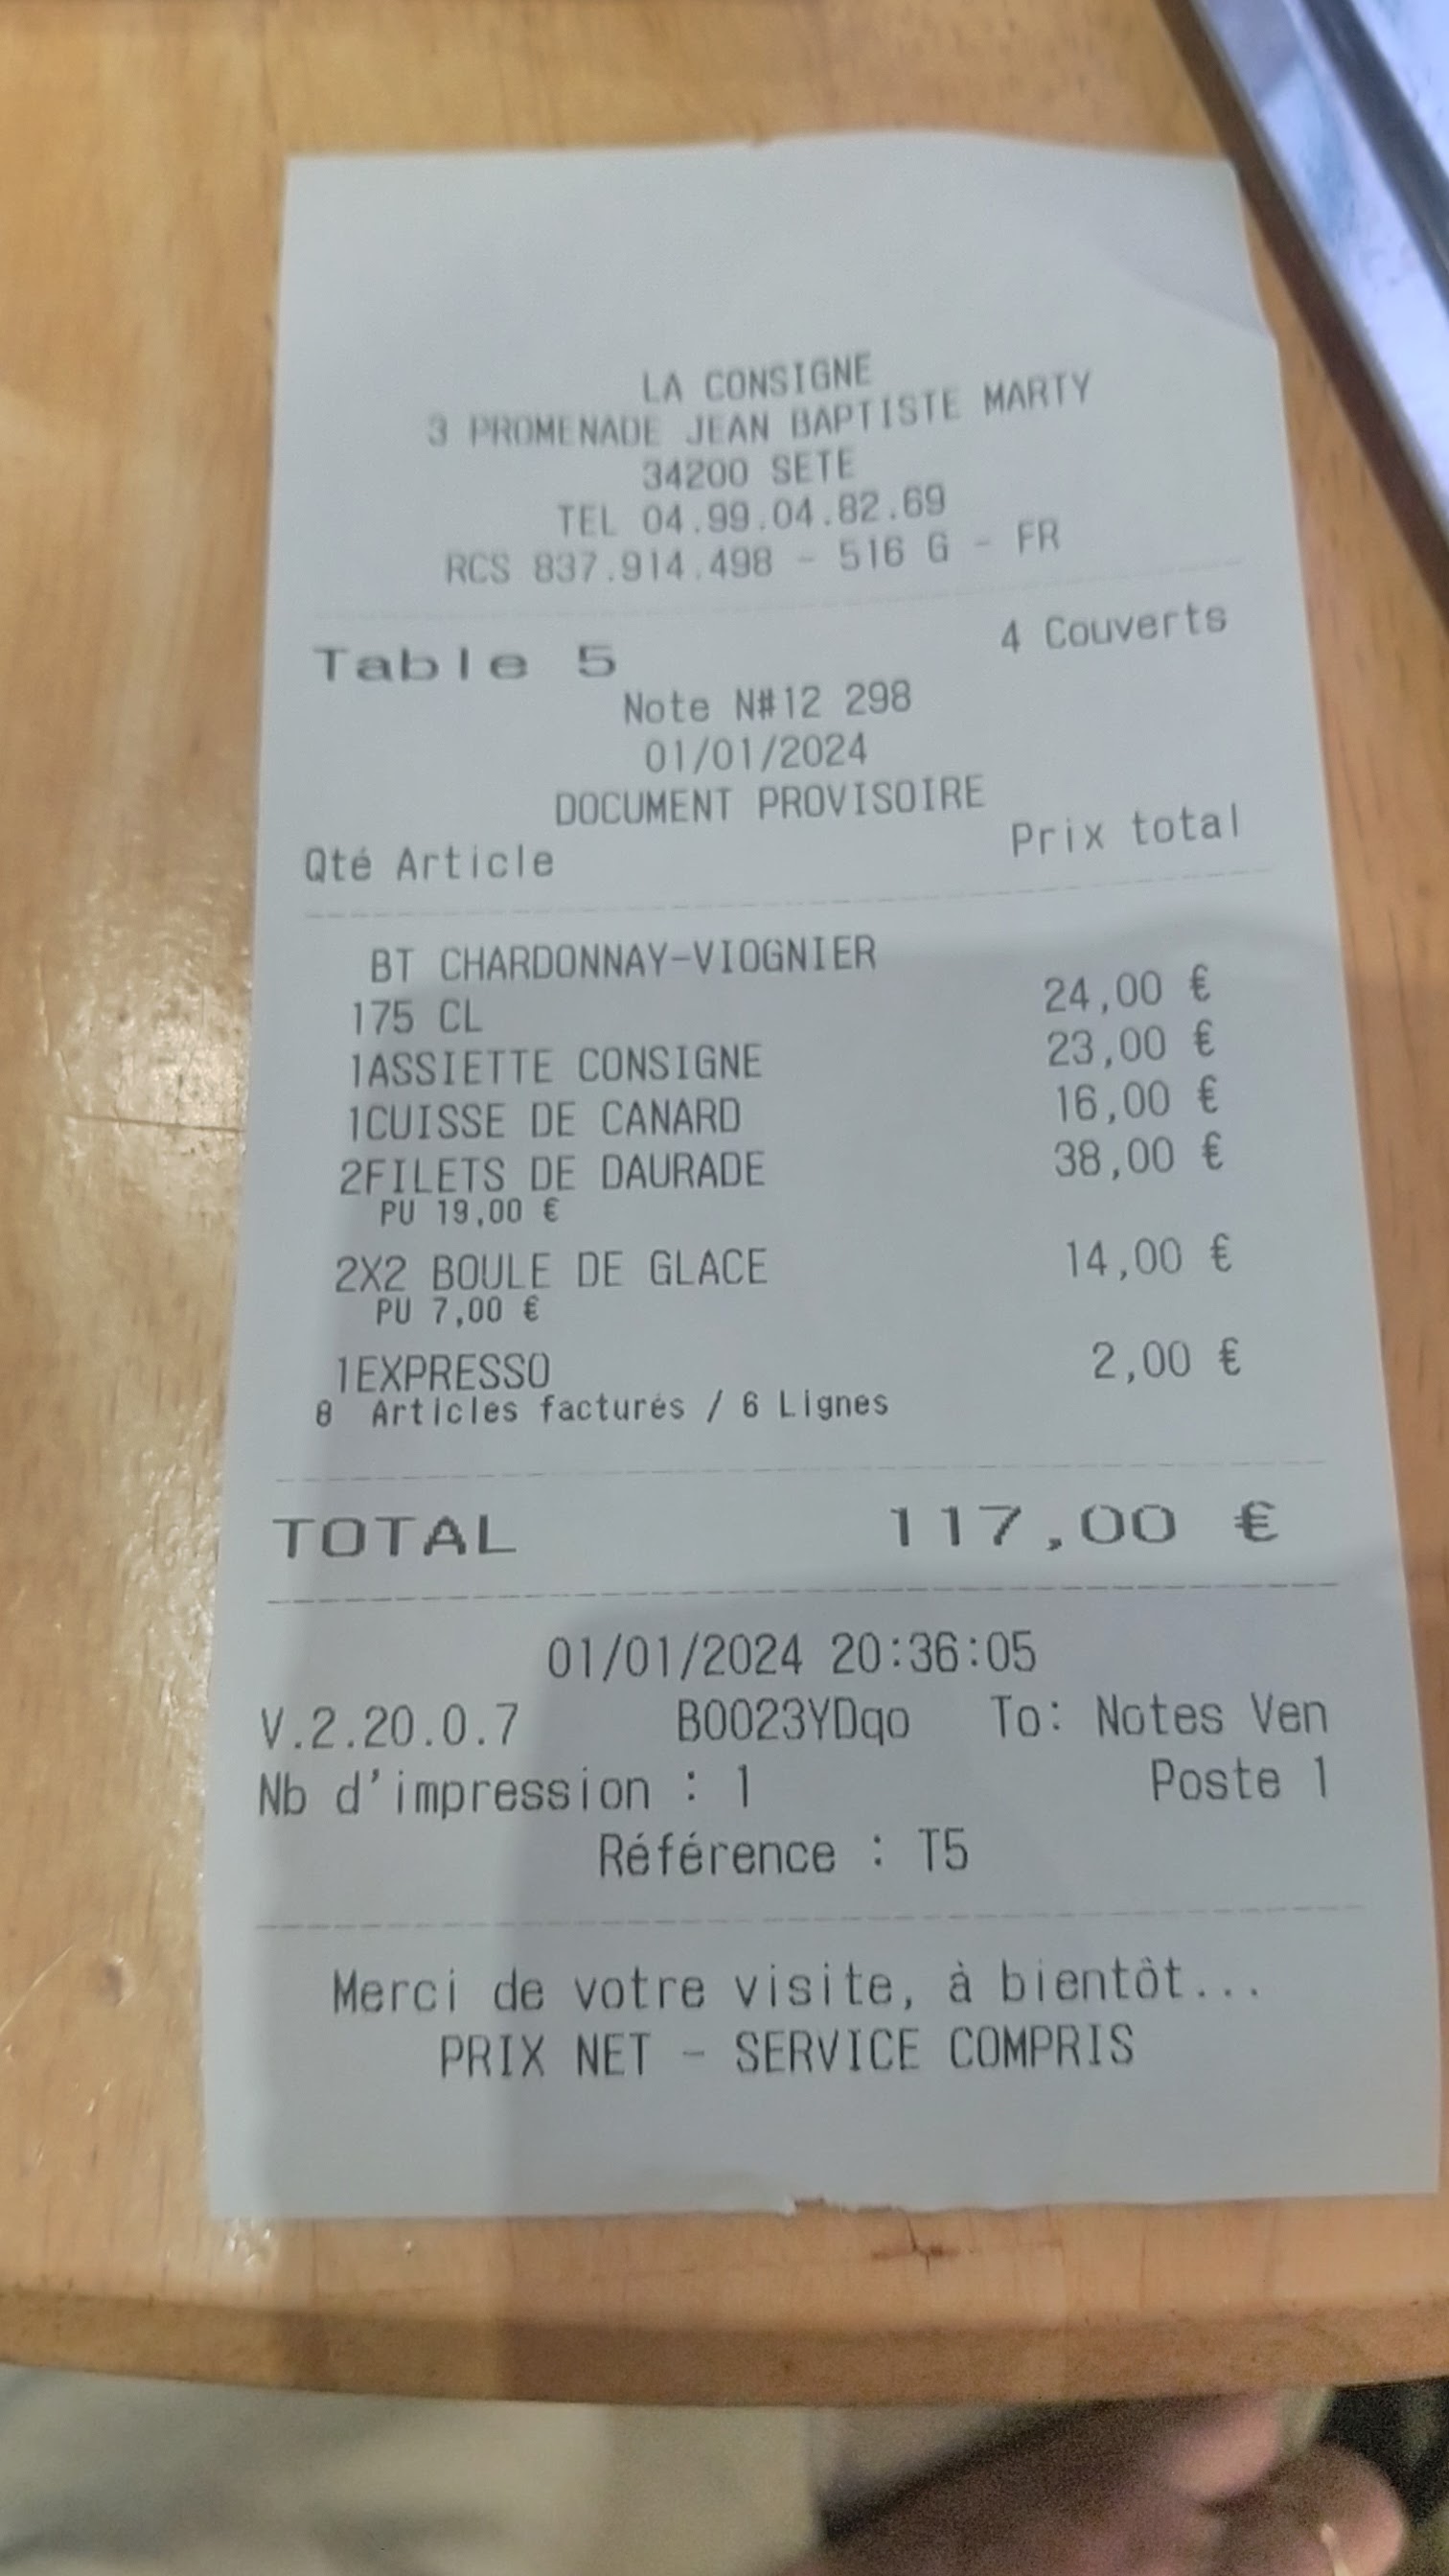 LA CONSIGNE
3 PROMENADE JEAN BAPTISTE MARTY
34200 SETE
TEL 04.99.04.82.69
RCS 837.914.498 - 516 G - FR
Table 5 4 Couverts
Note N#12 298
01/01/2024
DOCUMENT PROVISOIRE
Qté Article Prix total
BT CHARDONNAY-VIOGNIER
175 CL 24,00 €
1ASSIETTE CONSIGNE 23,00 €
1CUISSE DE CANARD 16,00 €
2FILETS DE DAURADE 38,00 €
PU 19,00 €
2X2 BOULE DE GLACE 14,00 €
PU 7,00 €
1EXPRESSO 2,00 €
8 Articles facturés / 6 Lignes
TOTAL 117,00 €
01/01/2024 20:36:05
V.2.20.0.7 B0023YDqo To: Notes Ven
Nb d'impression : 1 Poste 1
Référence : T5
Merci de votre visite, à bientôt...
PRIX NET - SERVICE COMPRIS